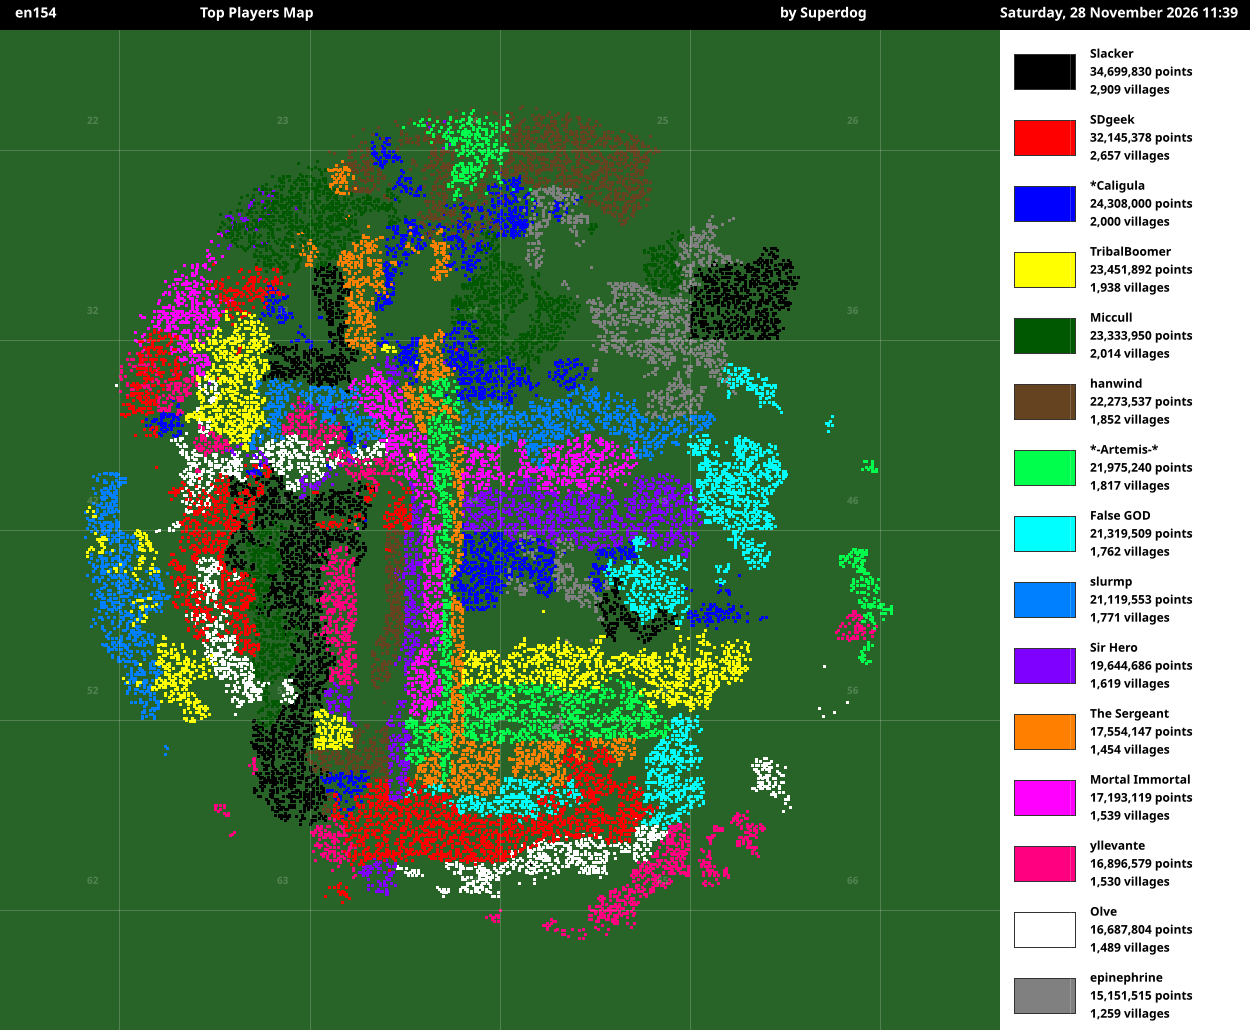 en154 Top Players Map by Superdog Saturday, 28 November 2026 11:39
Slacker
34,699,830 points
2,909 villages
SDgeek
32,145,378 points
2,657 villages
*Caligula
24,308,000 points
2,000 villages
TribalBoomer
23,451,892 points
1,938 villages
Miccull
23,333,950 points
2,014 villages
hanwind
22,273,537 points
1,852 villages
*-Artemis-*
21,975,240 points
1,817 villages
False GOD
21,319,509 points
1,762 villages
slurmp
21,119,553 points
1,771 villages
Sir Hero
19,644,686 points
1,619 villages
The Sergeant
17,554,147 points
1,454 villages
Mortal Immortal
17,193,119 points
1,539 villages
yllevante
16,896,579 points
1,530 villages
Olve
16,687,804 points
1,489 villages
epinephrine
15,151,515 points
1,259 villages
22 23 25 26
32 36
46
52 56
62 63 66